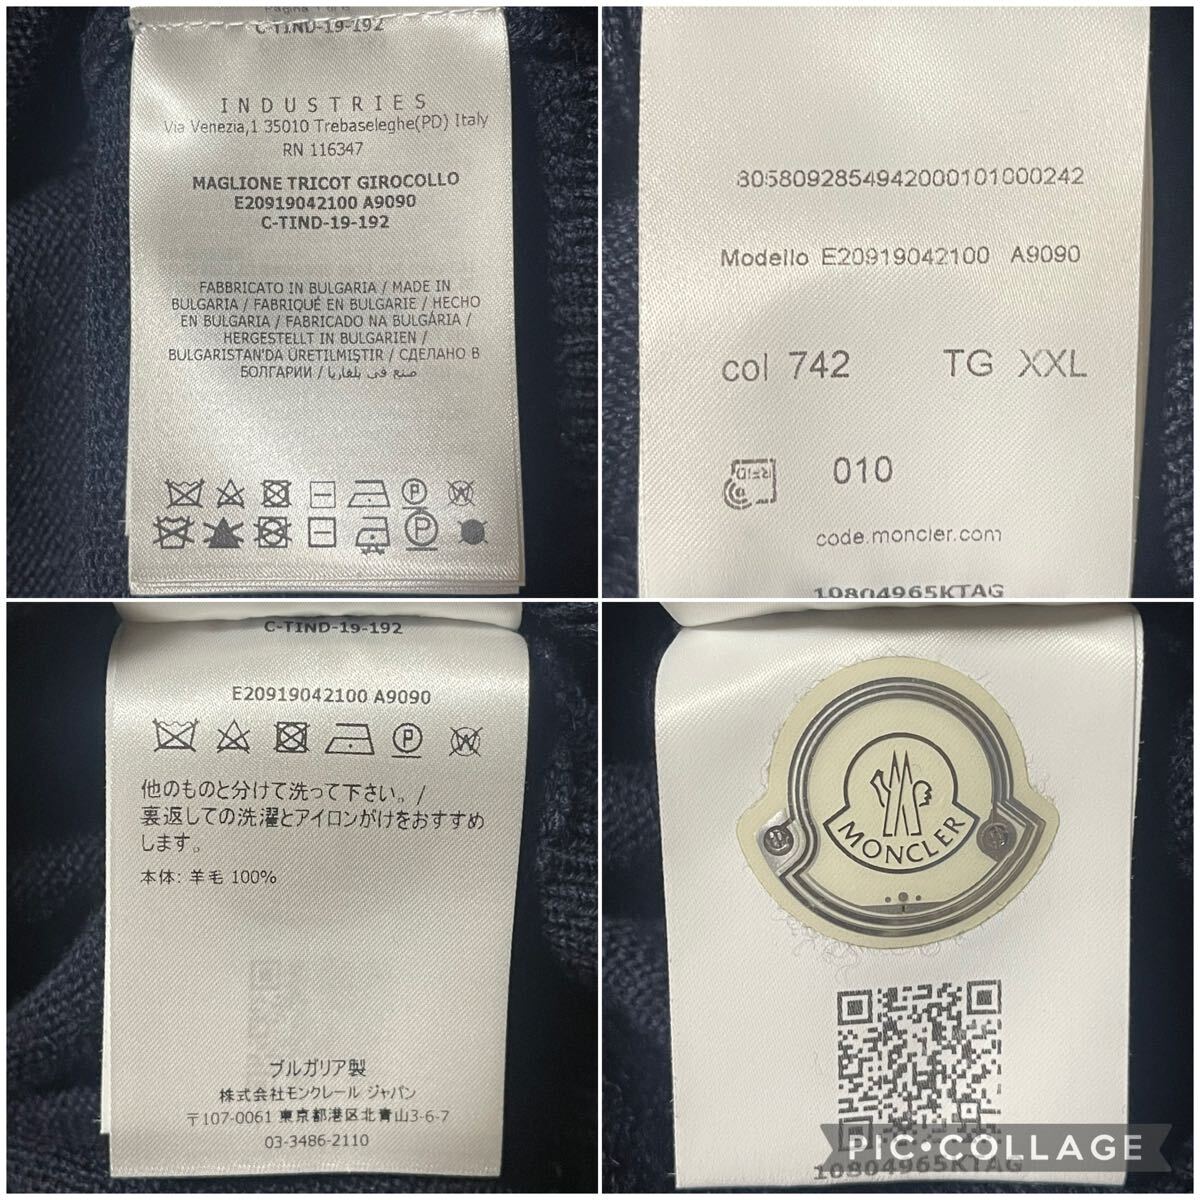 C-TIND-19-192
INDUSTRIES
Via Venezia,1 35010 Trebaseleghe(PD) Italy
RN 116347
MAGLIONE TRICOT GIROCOLLO
E20919042100 A9090
C-TIND-19-192
FABBRICATO IN BULGARIA / MADE IN
BULGARIA / FABRIQUÉ EN BULGARIE / HECHO
EN BULGARIA / FABRICADO NA BULGÁRIA /
HERGESTELLT IN BULGARIEN /
BULGARISTAN'DA ÜRETILMIŞTIR / СДЕЛАНО В
БОЛГАРИИ / صنع في بلغاريا
P W
P
8058092854942000101000242
Modello E20919042100 A9090
col 742 TG XXL
RFiD 010
code.moncler.com
10804965KTAG
C-TIND-19-192
E20919042100 A9090
P W
他のものと分けて洗って下さい。/
裏返しての洗濯とアイロンがけをおすすめ
します。
本体: 羊毛 100%
ブルガリア製
株式会社モンクレール ジャパン
〒107-0061 東京都港区北青山3-6-7
03-3486-2110
MONCLER
10804965KTAG
PIC•COLLAGE